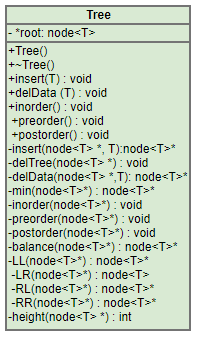 Tree
- *root: node<T>
+Tree()
+~Tree()
+insert(T) : void
+delData (T) : void
+inorder() : void
+preorder() : void
+postorder() : void
-insert(node<T> *, T):node<T>*
-delTree(node<T> *) : void
-delData(node<T> *,T): node<T>*
-min(node<T>*) : node<T>*
-inorder(node<T>*) : void
-preorder(node<T>*) : void
-postorder(node<T>*) : void
-balance(node<T>*) : node<T>*
-LL(node<T>*) : node<T>*
-LR(node<T>*) : node<T>
-RL(node<T>*) : node<T>*
-RR(node<T>*) : node<T>*
-height(node<T> *) : int